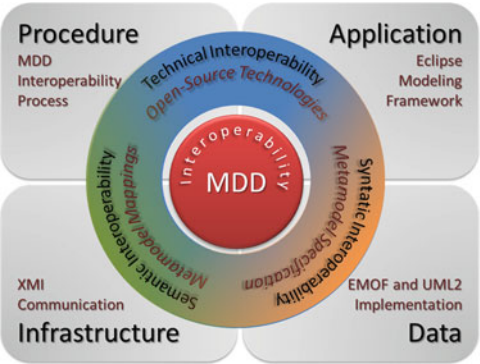 Procedure
MDD
Interoperability
Process
Application
Eclipse
Modeling
Framework
Technical Interoperability
Open-Source Technologies
Semantic Interoperability
Metamodel Mappings
Syntatic Interoperability
Metamodel Specification
Interoperability
MDD
XMI
Communication
Infrastructure
EMOF and UML2
Implementation
Data